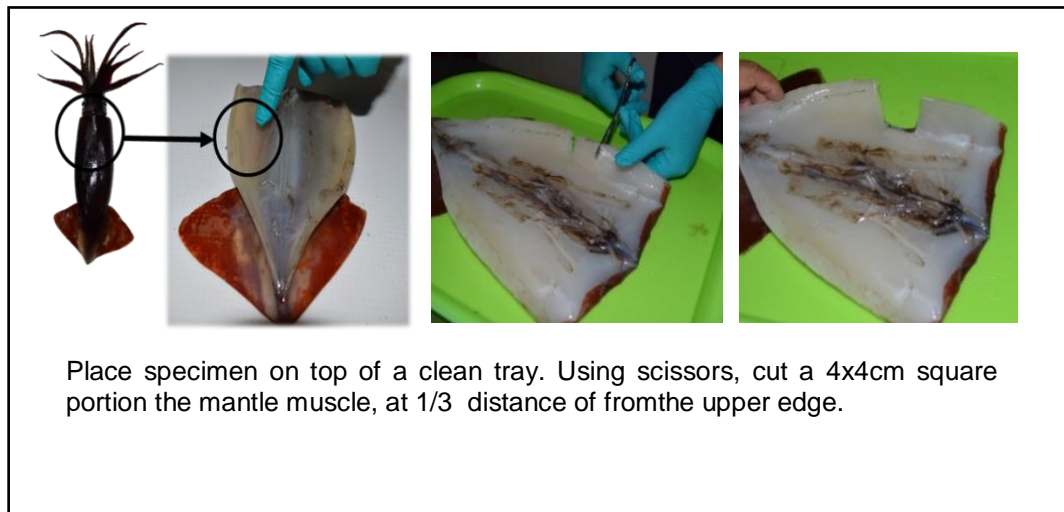 Place specimen on top of a clean tray. Using scissors, cut a 4x4cm square
portion the mantle muscle, at 1/3 distance of fromthe upper edge.